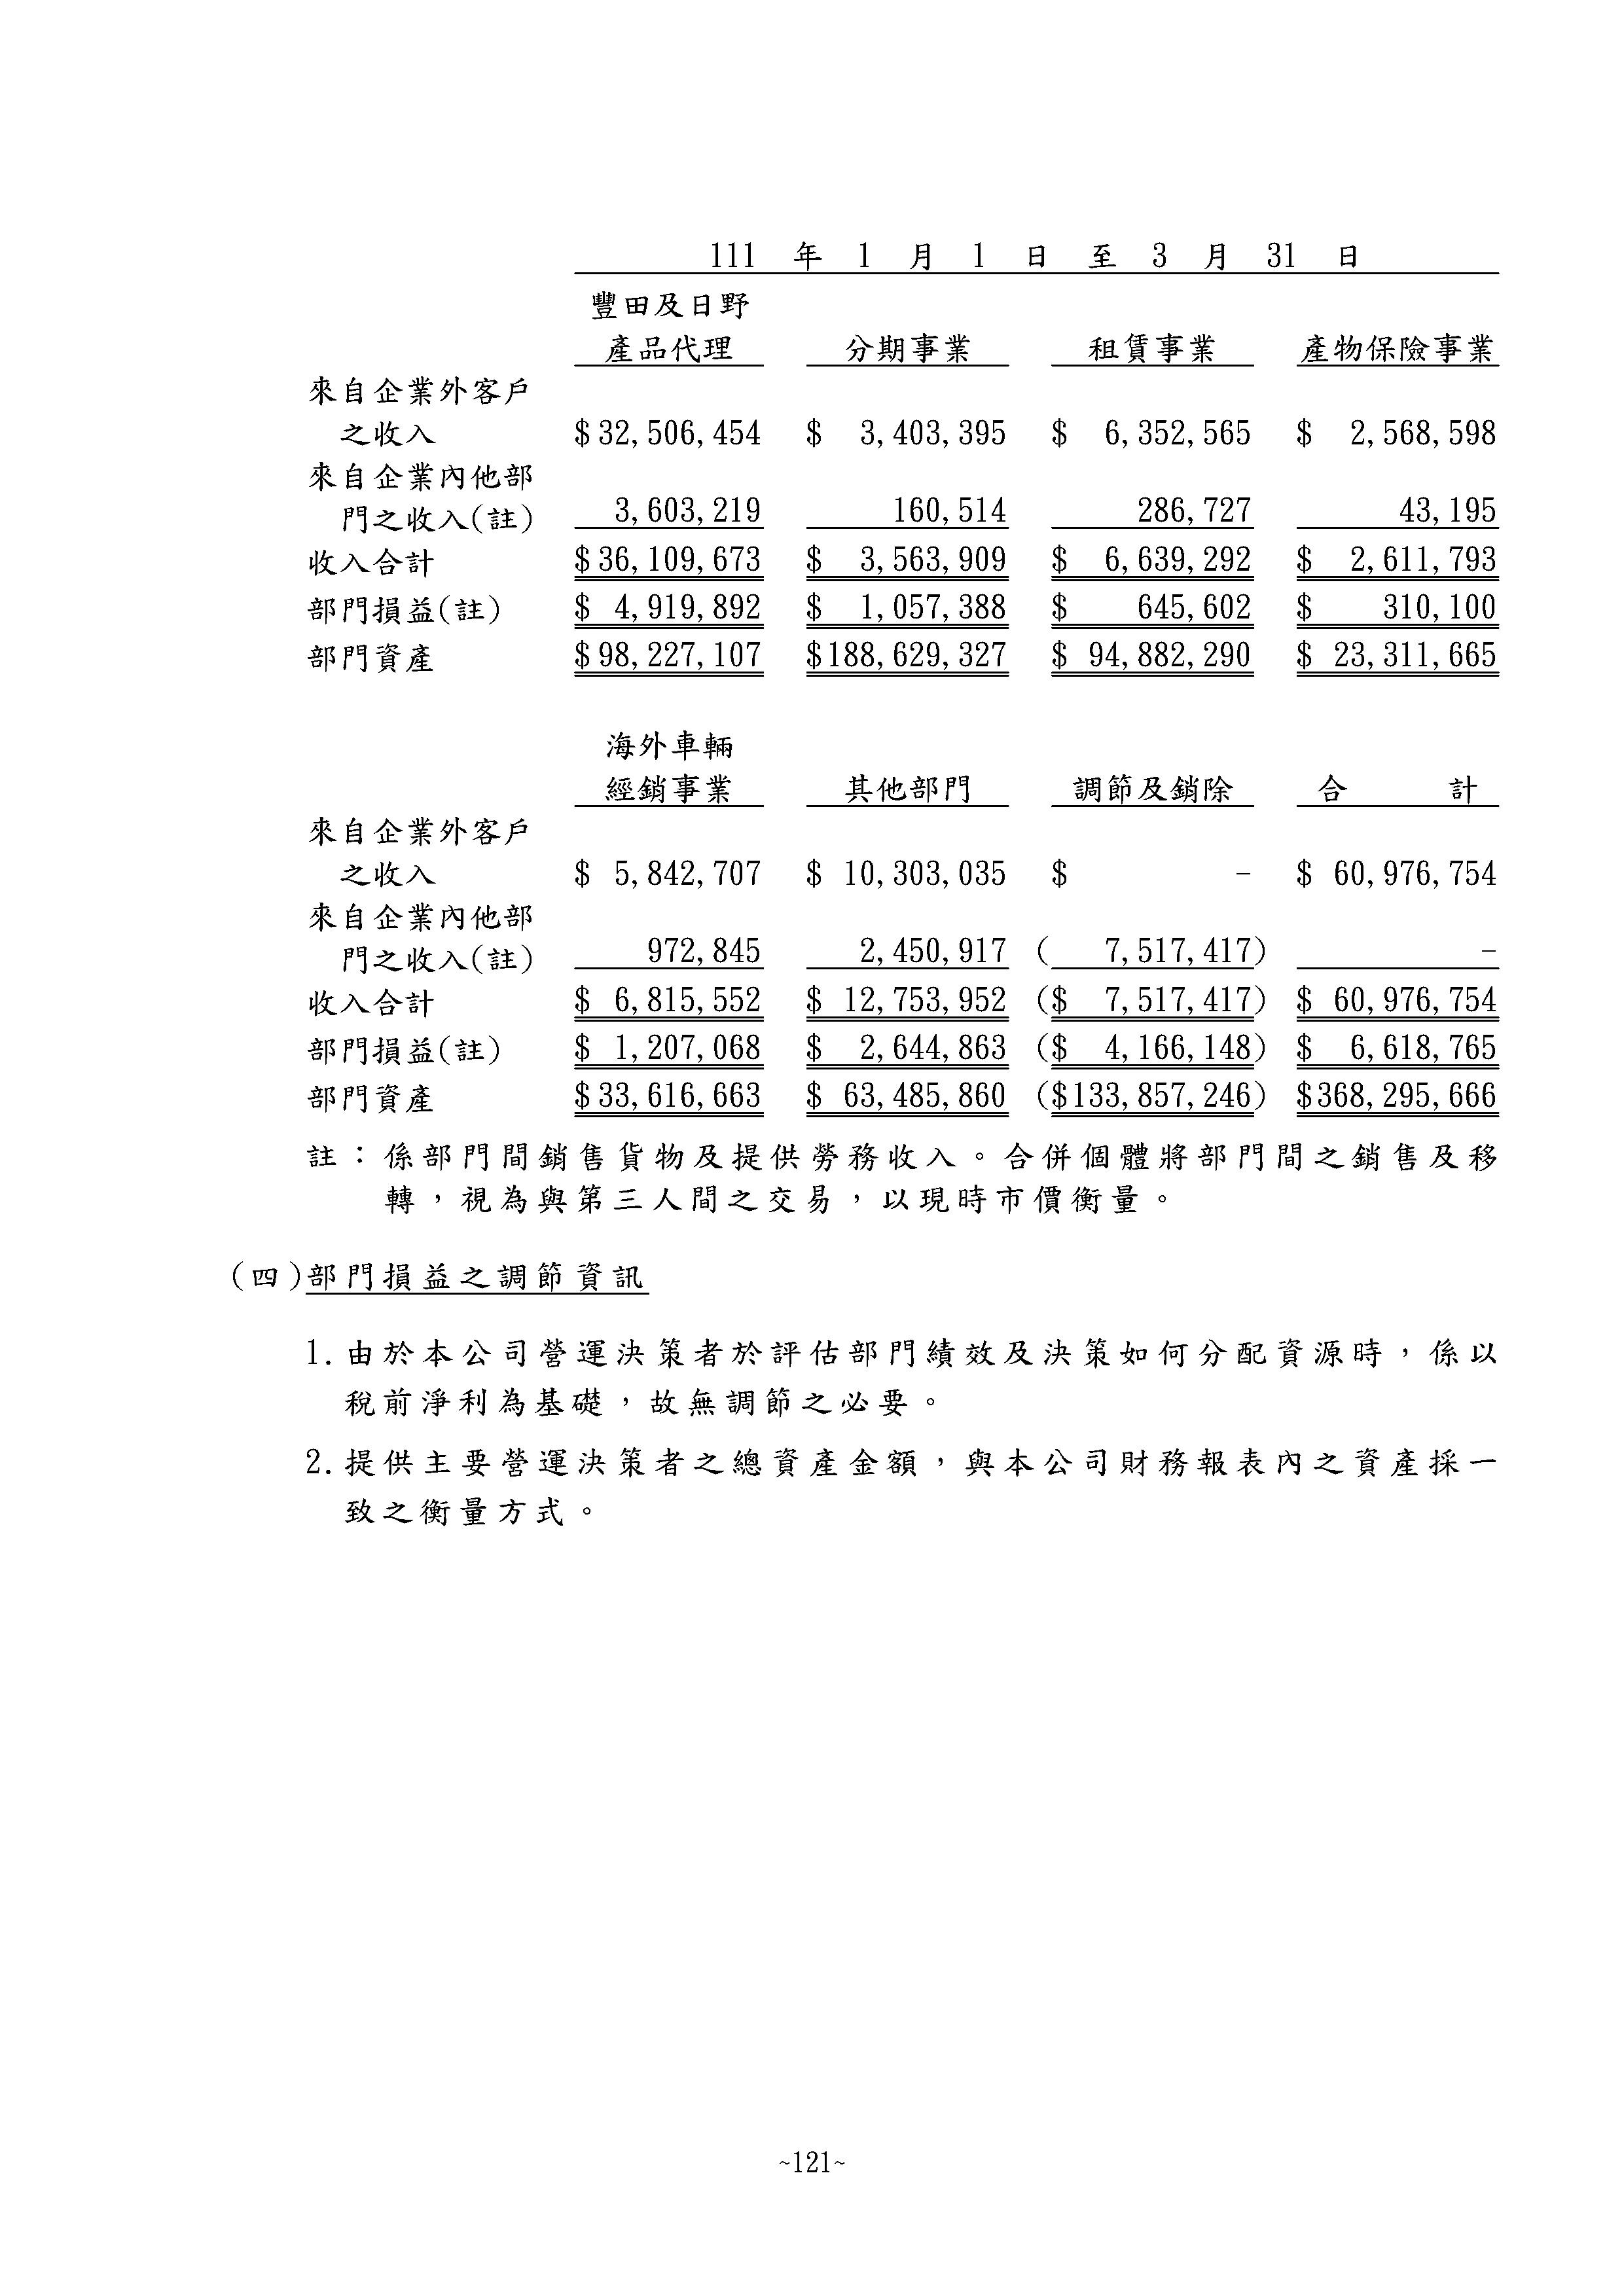 111 年 1 月 1 日 至 3 月 31 日
豐田及日野
產品代理 分期事業 租賃事業 產物保險事業
來自企業外客戶
之收入 $32,506,454 $ 3,403,395 $ 6,352,565 $ 2,568,598
來自企業內他部
門之收入(註) 3,603,219 160,514 286,727 43,195
收入合計 $36,109,673 $ 3,563,909 $ 6,639,292 $ 2,611,793
部門損益(註) $ 4,919,892 $ 1,057,388 $ 645,602 $ 310,100
部門資產 $98,227,107 $188,629,327 $ 94,882,290 $ 23,311,665
海外車輛
經銷事業 其他部門 調節及銷除 合 計
來自企業外客戶
之收入 $ 5,842,707 $ 10,303,035 $ - $ 60,976,754
來自企業內他部
門之收入(註) 972,845 2,450,917 ( 7,517,417) -
收入合計 $ 6,815,552 $ 12,753,952 ($ 7,517,417) $ 60,976,754
部門損益(註) $ 1,207,068 $ 2,644,863 ($ 4,166,148) $ 6,618,765
部門資產 $33,616,663 $ 63,485,860 ($133,857,246) $368,295,666
註：係部門間銷售貨物及提供勞務收入。合併個體將部門間之銷售及移
轉，視為與第三人間之交易，以現時市價衡量。
(四)部門損益之調節資訊
1.由於本公司營運決策者於評估部門績效及決策如何分配資源時，係以
稅前淨利為基礎，故無調節之必要。
2.提供主要營運決策者之總資產金額，與本公司財務報表內之資產採一
致之衡量方式。
~121~